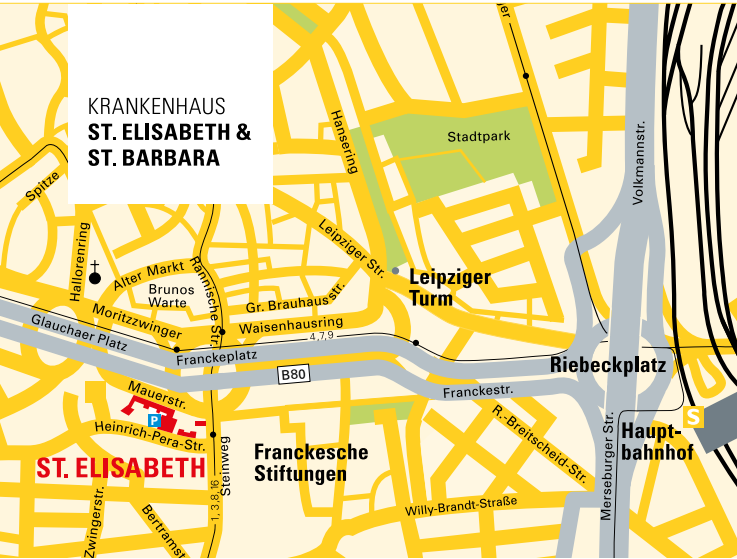 KRANKENHAUS
ST. ELISABETH &
ST. BARBARA
Spitze
Hansering
Stadtpark
Volkmannstr.
Hallorenring
Alter Markt
Brunos
Warte
Rannische Str.
Leipziger Str.
Leipziger
Turm
Gr. Brauhausstr.
Moritzzwinger
Waisenhausring
Glauchaer Platz
Franckeplatz
4,7,9
B80
Riebeckplatz
Franckestr.
Mauerstr.
P
Heinrich-Pera-Str.
ST. ELISABETH
Steinweg
1, 3,8,16
Franckesche
Stiftungen
R.-Breitscheid-Str.
Merseburger Str.
S
Haupt-
bahnhof
Willy-Brandt-Straße
Zwingerstr.